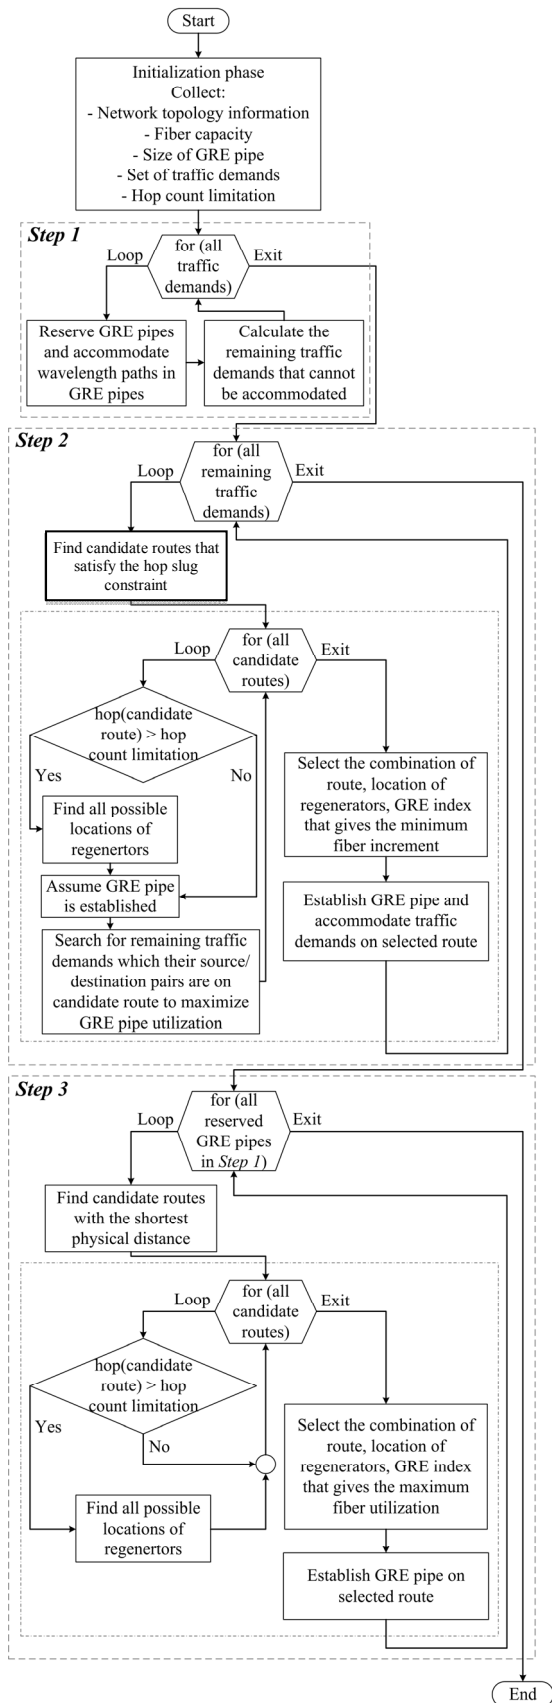 Start
Initialization phase
Collect:
- Network topology information
- Fiber capacity
- Size of GRE pipe
- Set of traffic demands
- Hop count limitation
Step 1
for (all
traffic
demands)
Loop
Exit
Reserve GRE pipes
and accommodate
wavelength paths in
GRE pipes
Calculate the
remaining traffic
demands that cannot
be accommodated
Step 2
for (all
remaining
traffic
demands)
Loop
Exit
Find candidate routes that
satisfy the hop slug
constraint
for (all
candidate
routes)
Loop
Exit
hop(candidate
route) > hop
count limitation
Yes
No
Find all possible
locations of
regenertors
Assume GRE pipe
is established
Search for remaining traffic
demands which their source/
destination pairs are on
candidate route to maximize
GRE pipe utilization
Select the combination of
route, location of
regenerators, GRE index
that gives the minimum
fiber increment
Establish GRE pipe and
accommodate traffic
demands on selected route
Step 3
for (all
reserved
GRE pipes
in Step 1)
Loop
Exit
Find candidate routes
with the shortest
physical distance
for (all
candidate
routes)
Loop
Exit
hop(candidate
route) > hop
count limitation
Yes
No
Find all possible
locations of
regenertors
Select the combination of
route, location of
regenerators, GRE index
that gives the maximum
fiber utilization
Establish GRE pipe on
selected route
End